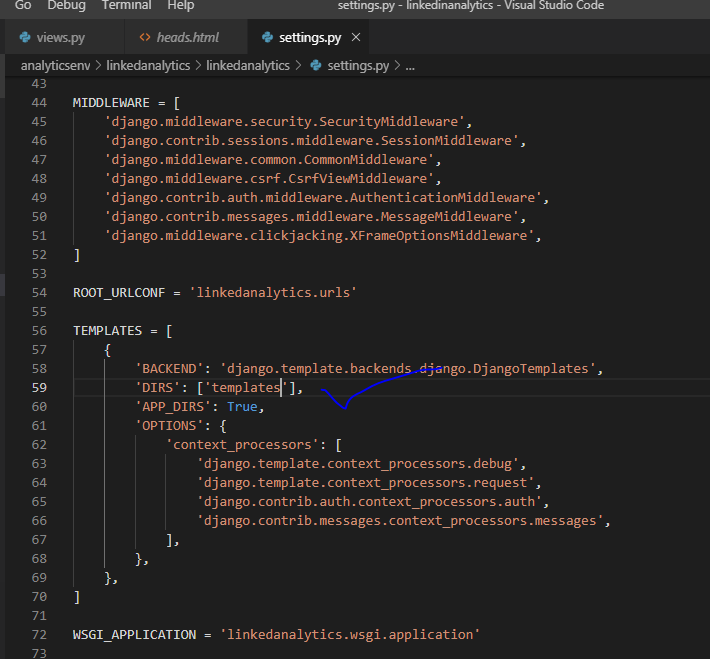 Go Debug Terminal Help settings.py - linkedinanalytics - Visual Studio Code
views.py <> heads.html settings.py ×
analyticsenv > linkedanalytics > linkedanalytics > settings.py > ...
43
44 MIDDLEWARE = [
45 'django.middleware.security.SecurityMiddleware',
46 'django.contrib.sessions.middleware.SessionMiddleware',
47 'django.middleware.common.CommonMiddleware',
48 'django.middleware.csrf.CsrfViewMiddleware',
49 'django.contrib.auth.middleware.AuthenticationMiddleware',
50 'django.contrib.messages.middleware.MessageMiddleware',
51 'django.middleware.clickjacking.XFrameOptionsMiddleware',
52 ]
53
54 ROOT_URLCONF = 'linkedanalytics.urls'
55
56 TEMPLATES = [
57 {
58 'BACKEND': 'django.template.backends.django.DjangoTemplates',
59 'DIRS': ['templates'],
60 'APP_DIRS': True,
61 'OPTIONS': {
62 'context_processors': [
63 'django.template.context_processors.debug',
64 'django.template.context_processors.request',
65 'django.contrib.auth.context_processors.auth',
66 'django.contrib.messages.context_processors.messages',
67 ],
68 },
69 },
70 ]
71
72 WSGI_APPLICATION = 'linkedanalytics.wsgi.application'
73